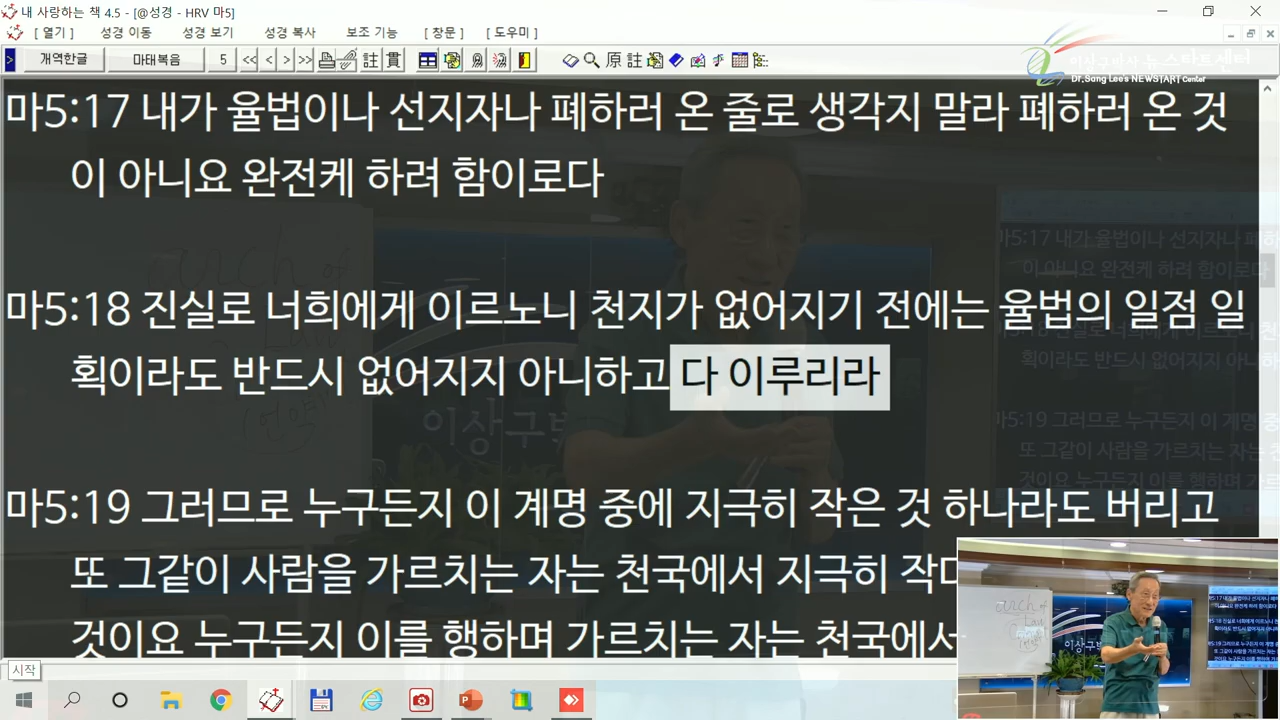 내 사랑하는 책 4.5 - [@성경 - HRV 마5]
[ 열기 ] 성경 이동 성경 보기 성경 복사 보조 기능 [ 창문 ] [ 도우미 ]
개역한글 마태복음 5 << < > >> 註 貫 原 註
이상구박사 뉴스타트센터
Dr.Sang Lee's NEWSTART Center
마5:17 내가 율법이나 선지자나 폐하러 온 줄로 생각지 말라 폐하러 온 것
이 아니요 완전케 하려 함이로다
마5:18 진실로 너희에게 이르노니 천지가 없어지기 전에는 율법의 일점 일
획이라도 반드시 없어지지 아니하고 다 이루리라
마5:19 그러므로 누구든지 이 계명 중에 지극히 작은 것 하나라도 버리고
또 그같이 사람을 가르치는 자는 천국에서 지극히 작
것이요 누구든지 이를 행하며 가르치는 자는 천국에서
시작
arch of
Law
이상구